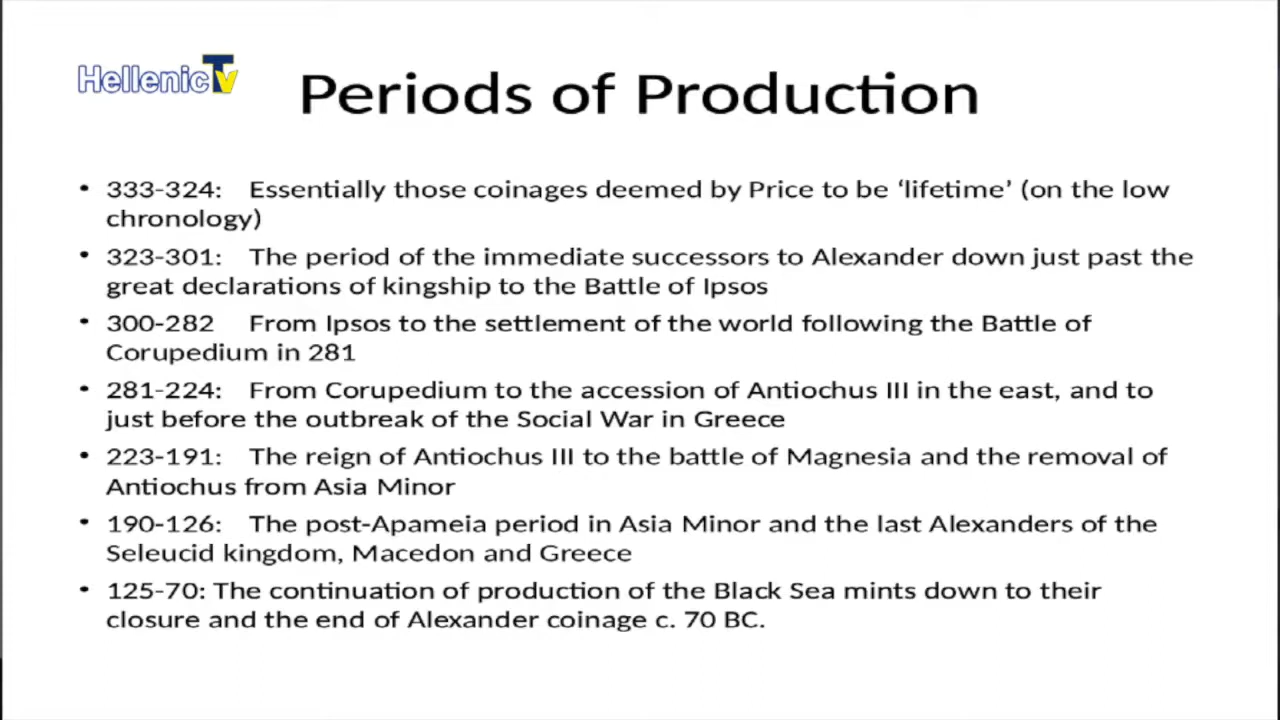 HellenicTv
Periods of Production
• 333-324: Essentially those coinages deemed by Price to be ‘lifetime’ (on the low
chronology)
• 323-301: The period of the immediate successors to Alexander down just past the
great declarations of kingship to the Battle of Ipsos
• 300-282 From Ipsos to the settlement of the world following the Battle of
Corupedium in 281
• 281-224: From Corupedium to the accession of Antiochus III in the east, and to
just before the outbreak of the Social War in Greece
• 223-191: The reign of Antiochus III to the battle of Magnesia and the removal of
Antiochus from Asia Minor
• 190-126: The post-Apameia period in Asia Minor and the last Alexanders of the
Seleucid kingdom, Macedon and Greece
• 125-70: The continuation of production of the Black Sea mints down to their
closure and the end of Alexander coinage c. 70 BC.